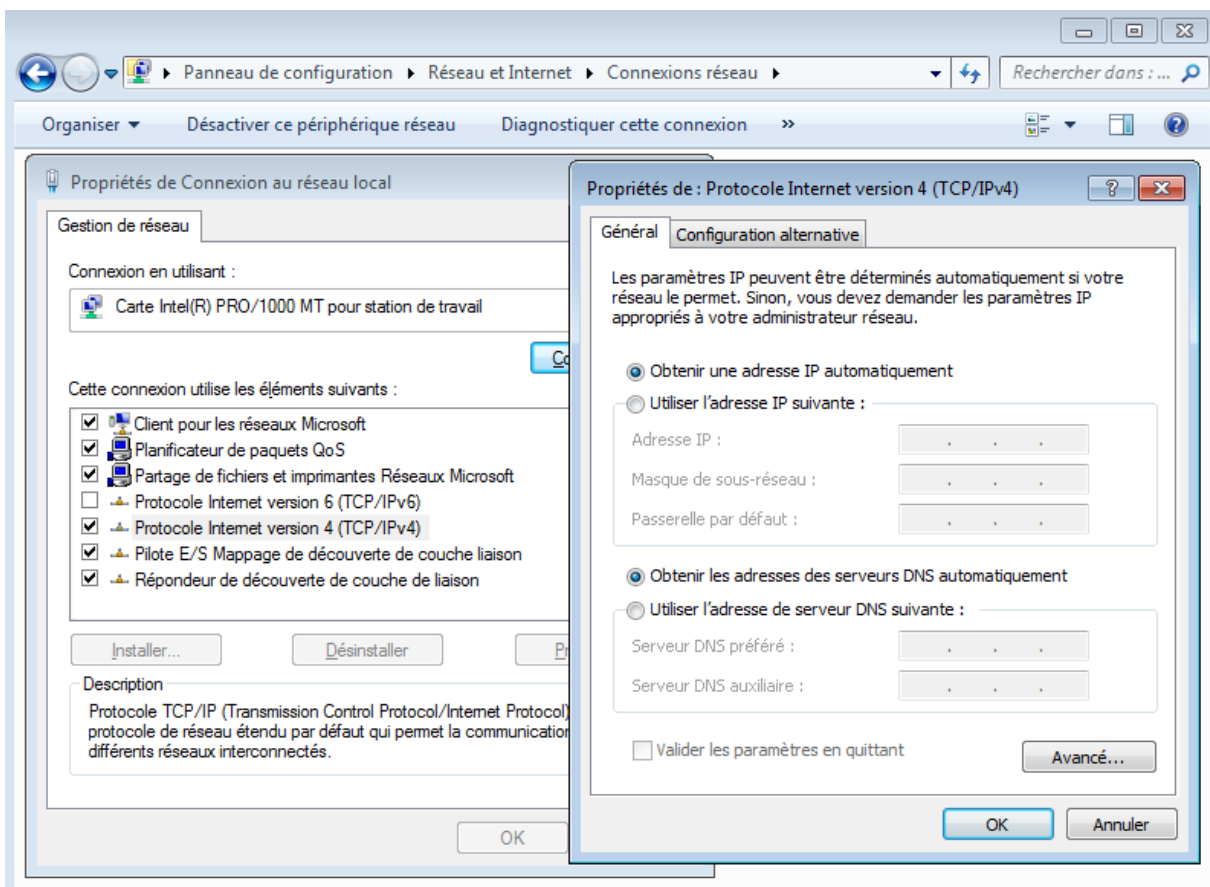 Panneau de configuration Réseau et Internet Connexions réseau Rechercher dans : ...
Organiser Désactiver ce périphérique réseau Diagnostiquer cette connexion »
Propriétés de Connexion au réseau local
Gestion de réseau
Connexion en utilisant :
Carte Intel(R) PRO/1000 MT pour station de travail
Cette connexion utilise les éléments suivants :
Client pour les réseaux Microsoft
Planificateur de paquets QoS
Partage de fichiers et imprimantes Réseaux Microsoft
Protocole Internet version 6 (TCP/IPv6)
Protocole Internet version 4 (TCP/IPv4)
Pilote E/S Mappage de découverte de couche liaison
Répondeur de découverte de couche de liaison
Installer... Désinstaller
Description
Protocole TCP/IP (Transmission Control Protocol/Internet Protocol)
protocole de réseau étendu par défaut qui permet la communication
différents réseaux interconnectés.
OK
Propriétés de : Protocole Internet version 4 (TCP/IPv4)
Général Configuration alternative
Les paramètres IP peuvent être déterminés automatiquement si votre
réseau le permet. Sinon, vous devez demander les paramètres IP
appropriés à votre administrateur réseau.
Obtenir une adresse IP automatiquement
Utiliser l'adresse IP suivante :
Adresse IP :
Masque de sous-réseau :
Passerelle par défaut :
Obtenir les adresses des serveurs DNS automatiquement
Utiliser l'adresse de serveur DNS suivante :
Serveur DNS préféré :
Serveur DNS auxiliaire :
Valider les paramètres en quittant
Avancé...
OK Annuler